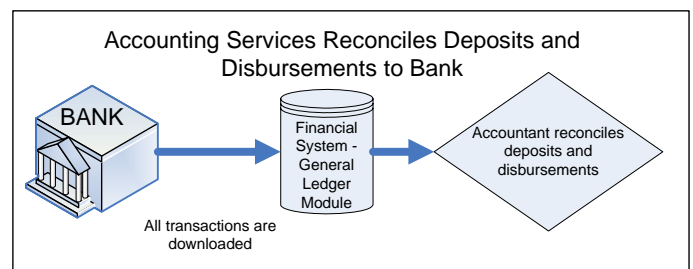 Accounting Services Reconciles Deposits and
Disbursements to Bank
BANK
All transactions are
downloaded
Financial
System -
General
Ledger
Module
Accountant reconciles
deposits and
disbursements